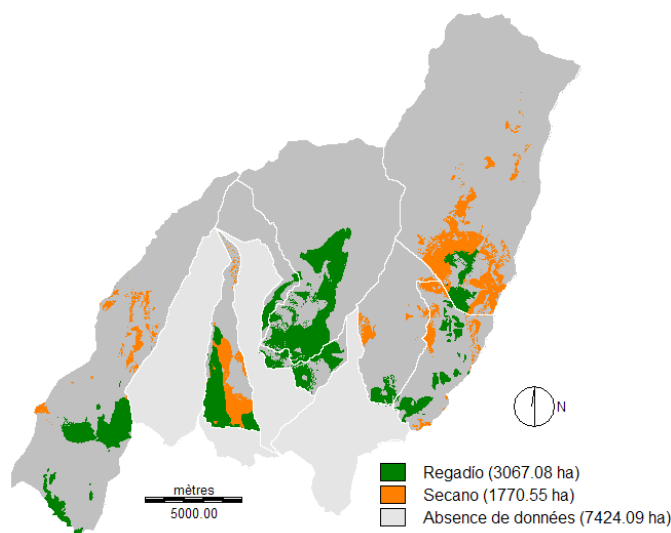 N
Regadío (3067.08 ha)
mètres
Secano (1770.55 ha)
5000.00
Absence de données (7424.09 ha)